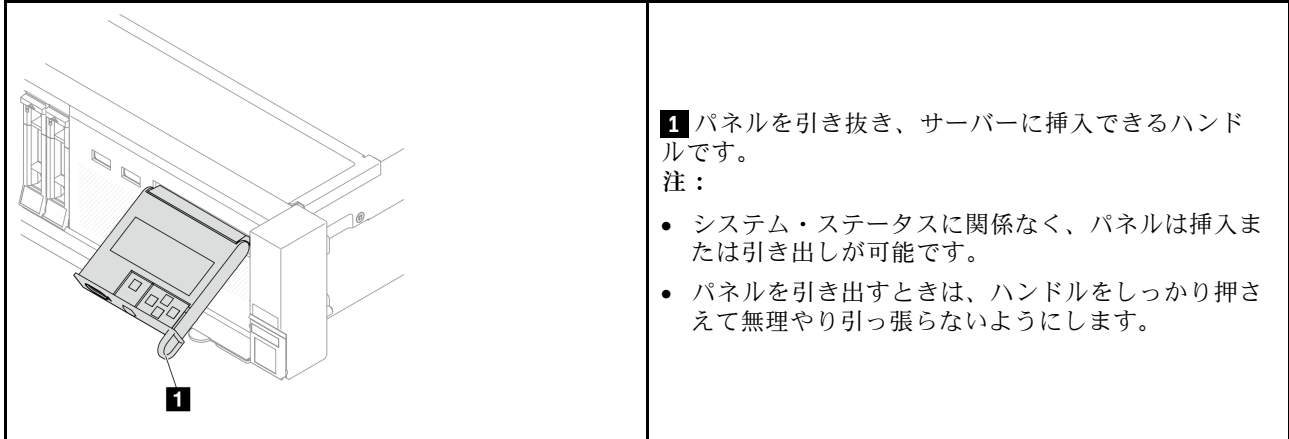 1
1 パネルを引き抜き、サーバーに挿入できるハンド
ルです。
注：
• システム・ステータスに関係なく、パネルは挿入ま
たは引き出しが可能です。
• パネルを引き出すときは、ハンドルをしっかり押さ
えて無理やり引っ張らないようにします。